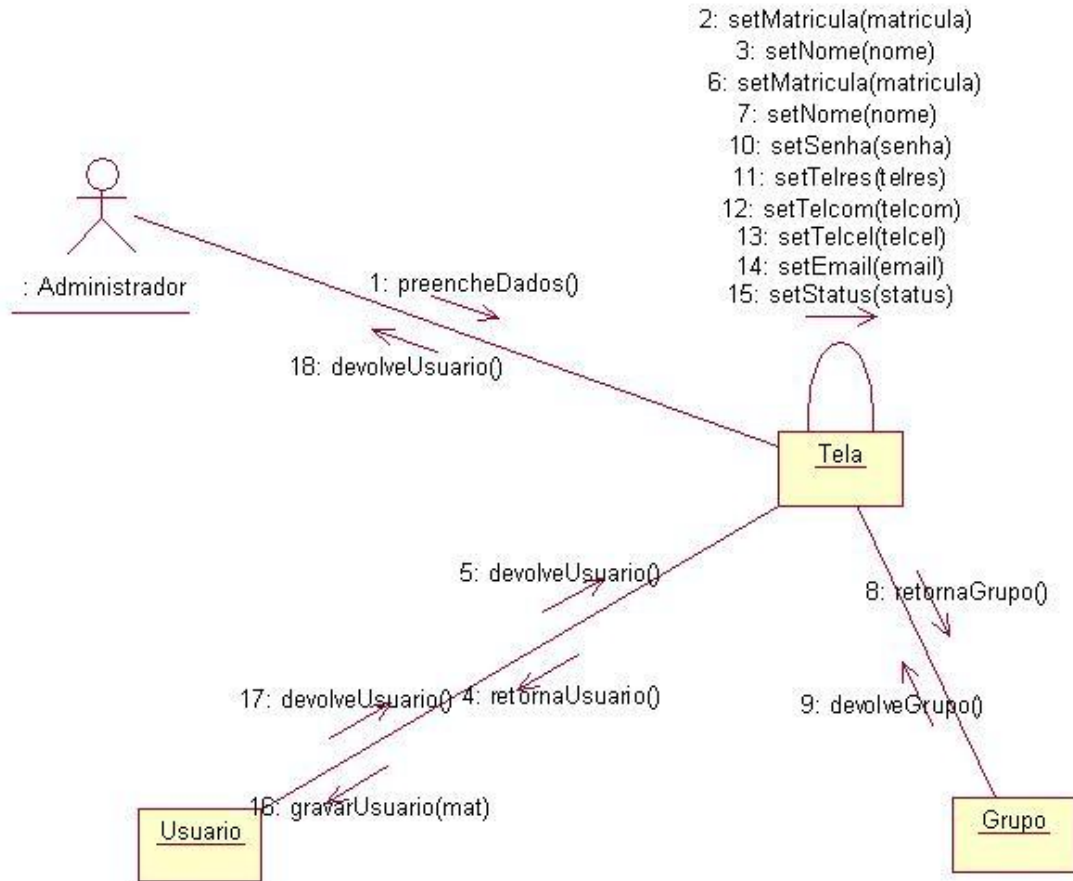 2: setMatricula(matricula)
3: setNome(nome)
6: setMatricula(matricula)
7: setNome(nome)
10: setSenha(senha)
11: setTelres(telres)
12: setTelcom(telcom)
13: setTelcel(telcel)
14: setEmail(email)
15: setStatus(status)
: Administrador
1: preencheDados()
18: devolveUsuario()
Tela
5: devolveUsuario()
8: retornaGrupo()
17: devolveUsuario()
4: retornaUsuario()
9: devolveGrupo()
16: gravarUsuario(mat)
Usuario
Grupo